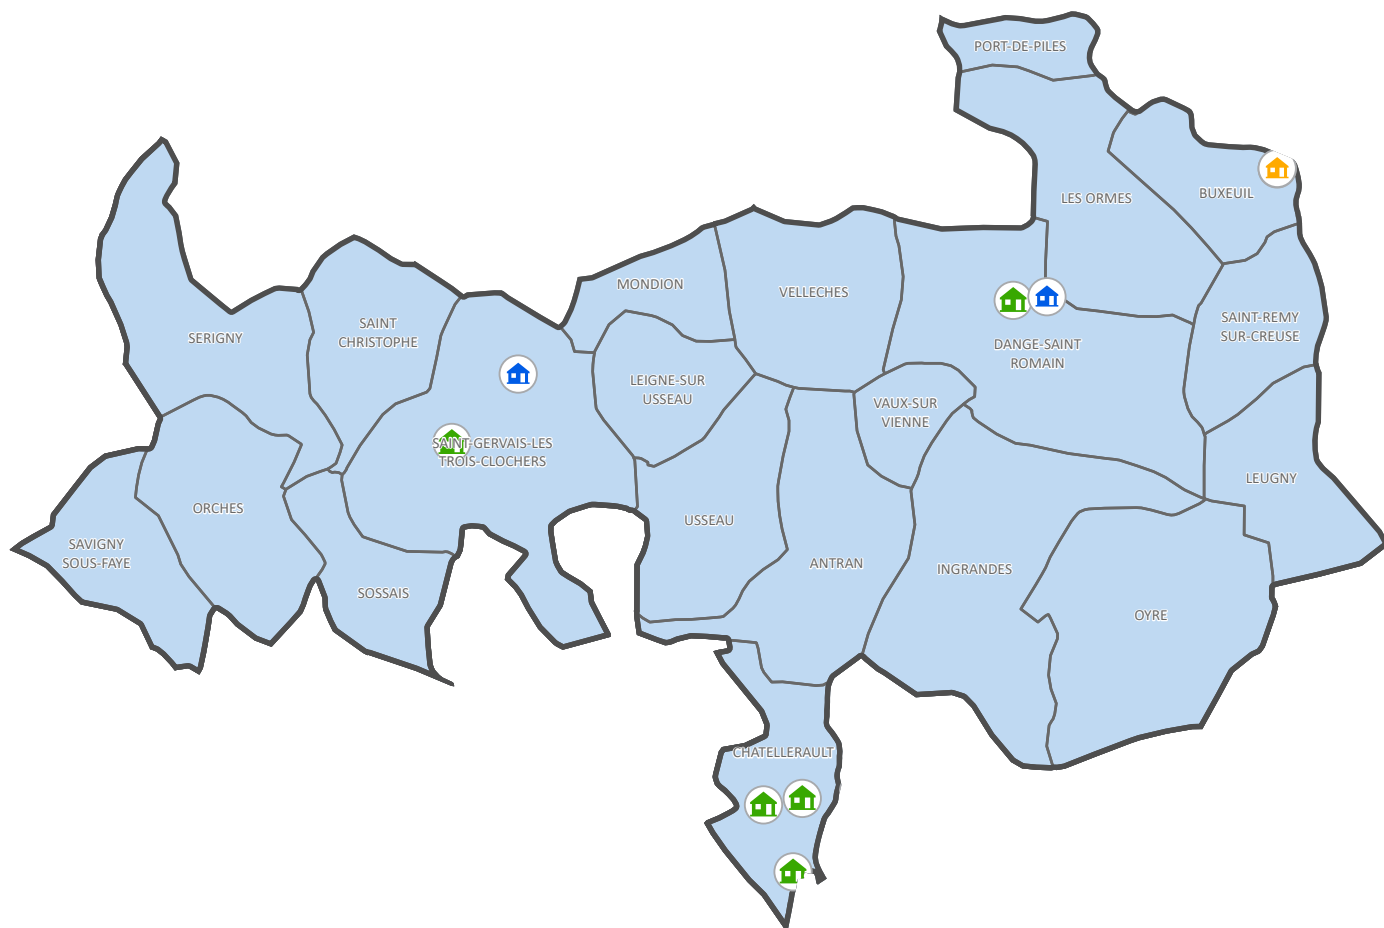 PORT-DE-PILES
LES ORMES
BUXEUIL
MONDION
VELLECHES
SAINT
CHRISTOPHE
SERIGNY
SAINT-REMY
SUR-CREUSE
DANGE-SAINT
ROMAIN
LEIGNE-SUR
USSEAU
VAUX-SUR
VIENNE
SAINT-GERVAIS-LES
TROIS-CLOCHERS
LEUGNY
ORCHES
USSEAU
SAVIGNY
SOUS-FAYE
ANTRAN
INGRANDES
SOSSAIS
OYRE
CHATELLERAULT